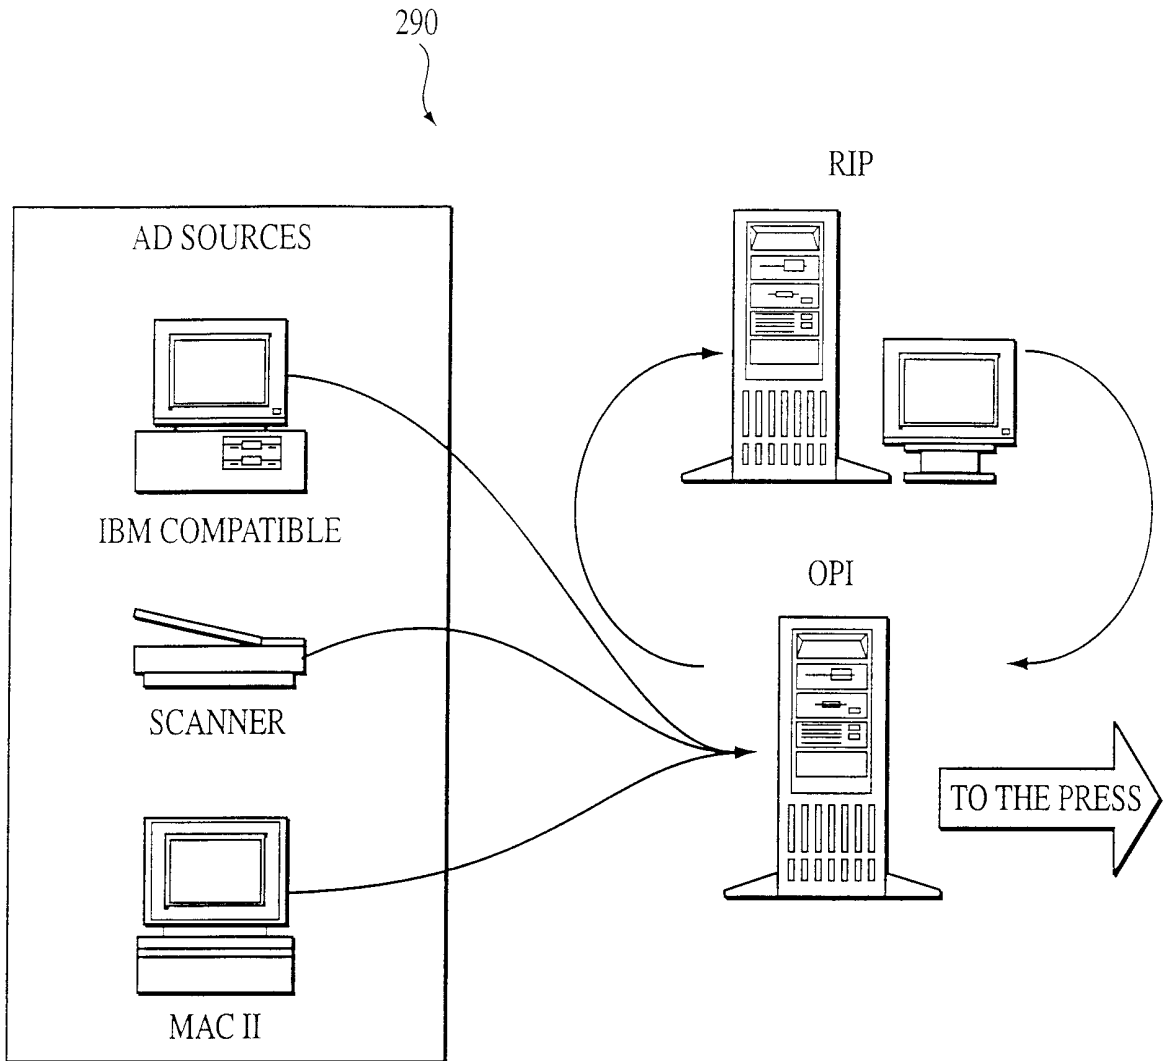 290
RIP
AD SOURCES
IBM COMPATIBLE
OPI
SCANNER
TO THE PRESS
MAC II